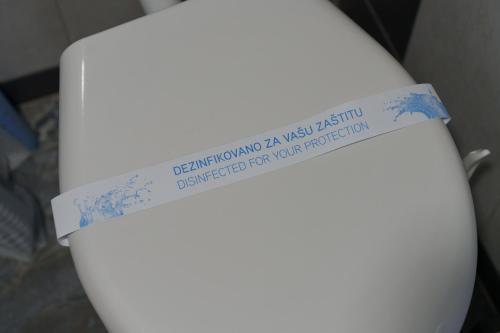 DEZINFIKOVANO ZA VAŠU ZAŠTITU
DISINFECTED FOR YOUR PROTECTION